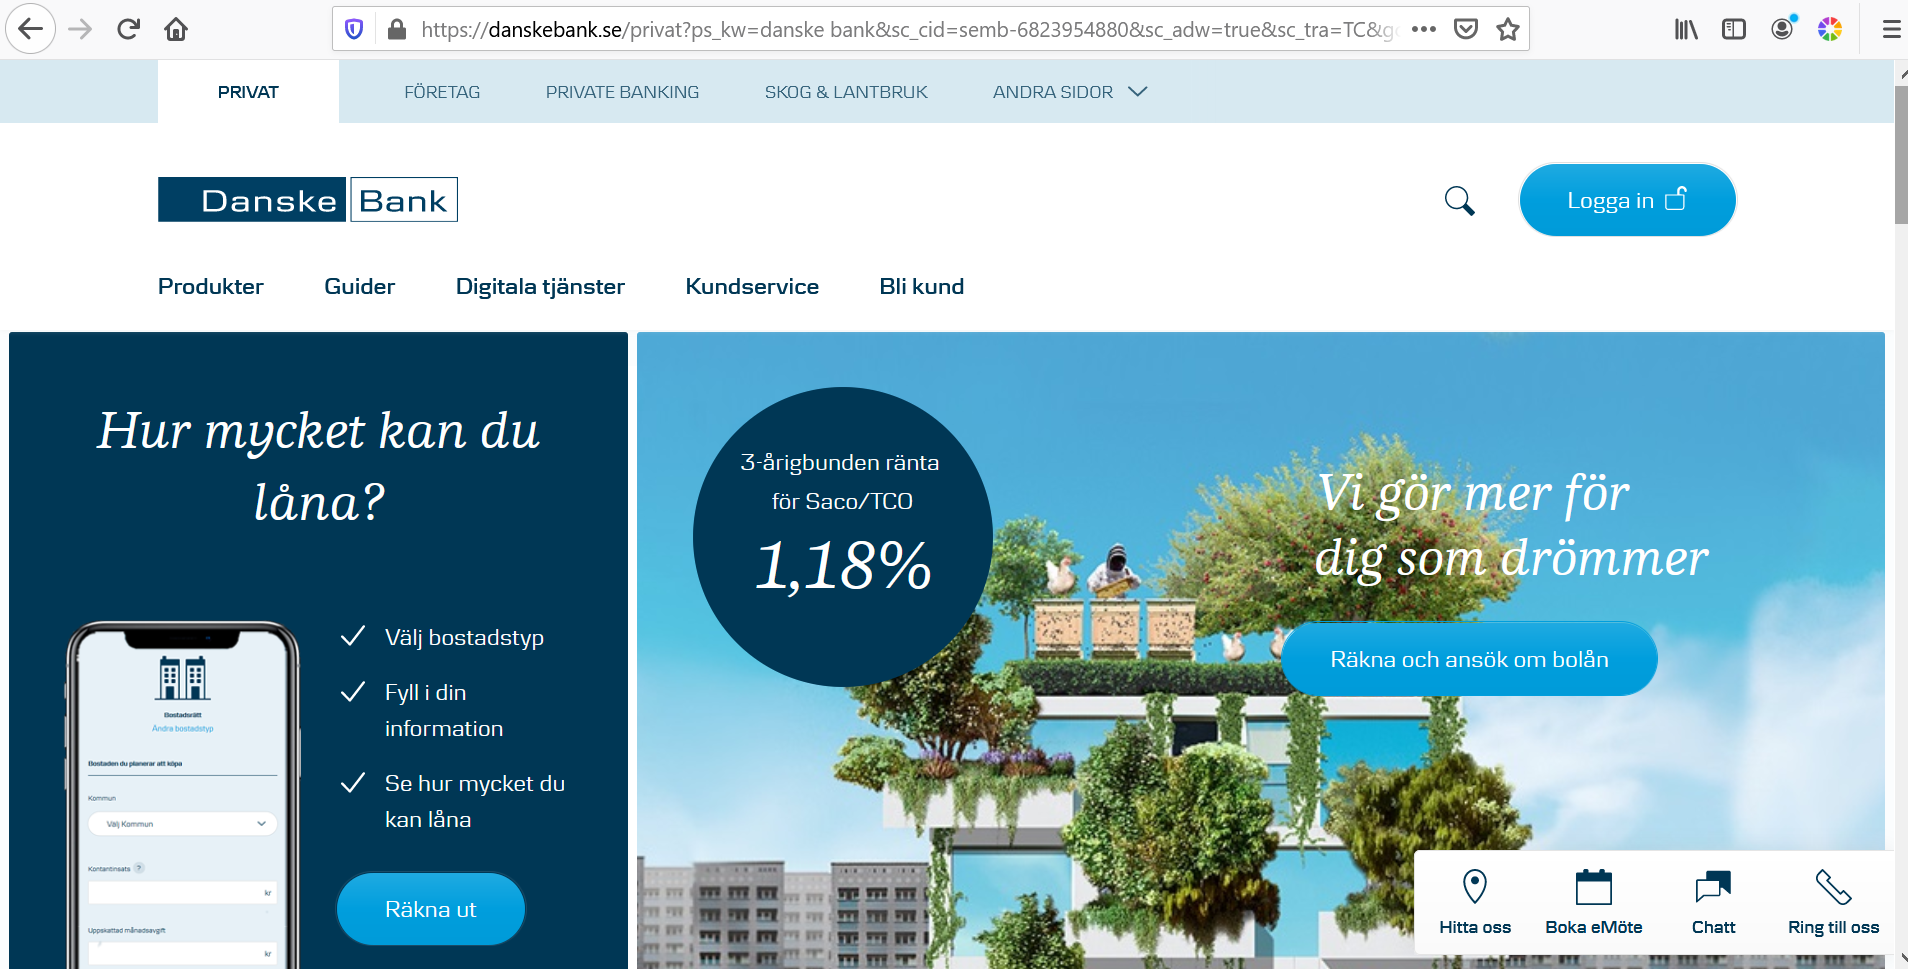 https://danskebank.se/privat?ps_kw=danske bank&sc_cid=semb-6823954880&sc_adw=true&sc_tra=TC&gc
PRIVAT FÖRETAG PRIVATE BANKING SKOG & LANTBRUK ANDRA SIDOR
Danske Bank
Logga in
Produkter Guider Digitala tjänster Kundservice Bli kund
Hur mycket kan du
låna?
Bostadsrätt
Ändra bostadstyp
Bostaden du planerar att köpa
Kommun
Välj Kommun
Kontantinsats ?
kr
Uppskattad månadsavgift
kr
Välj bostadstyp
Fyll i din
information
Se hur mycket du
kan låna
Räkna ut
3-årigbunden ränta
för Saco/TCO
1,18%
Vi gör mer för
dig som drömmer
Räkna och ansök om bolån
Hitta oss Boka eMöte Chatt Ring till oss